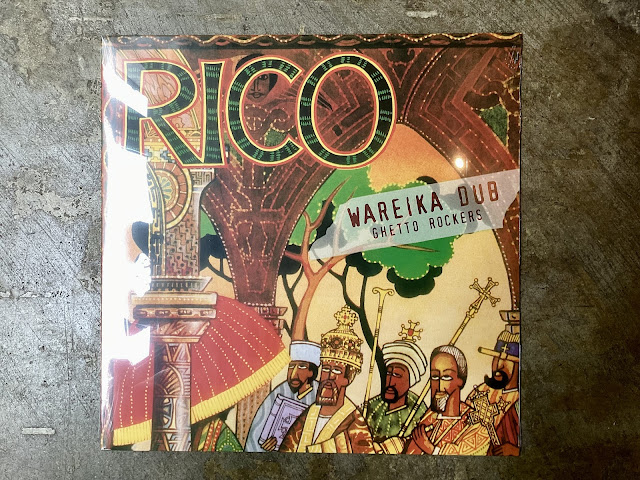 RICO
WAREIKA DUB
GHETTO ROCKERS